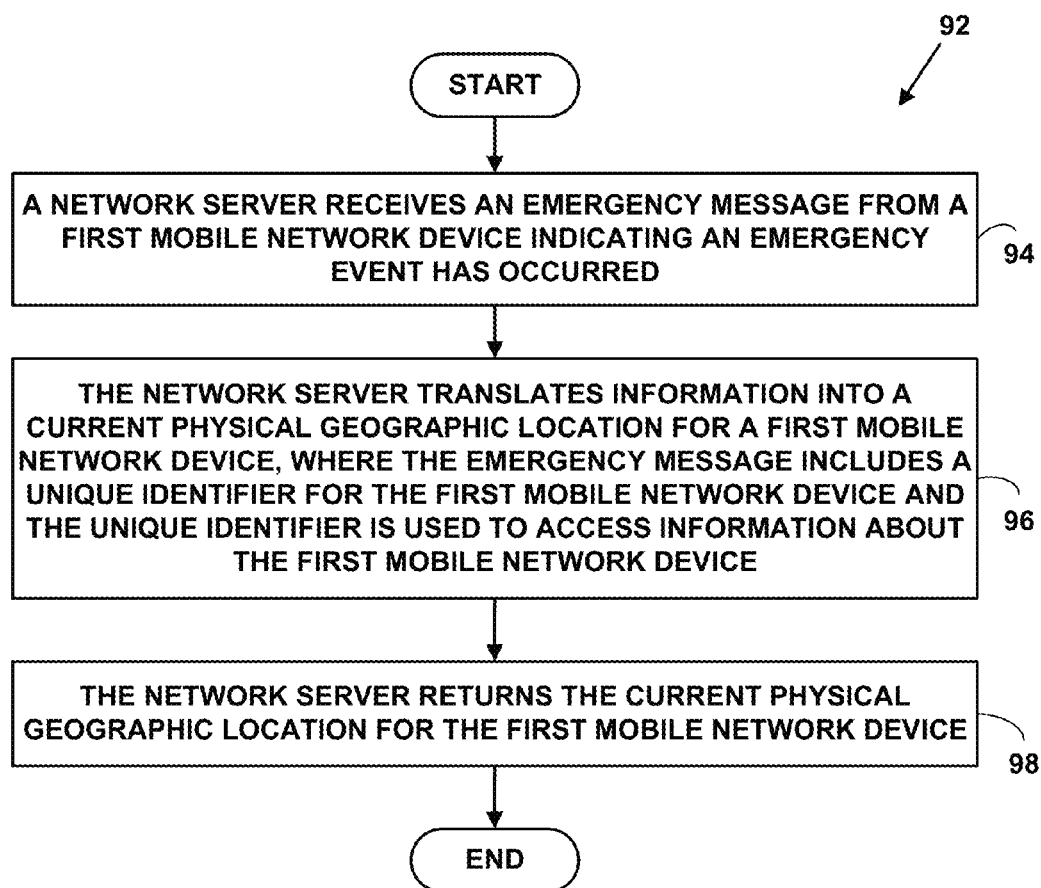 92
START
A NETWORK SERVER RECEIVES AN EMERGENCY MESSAGE FROM A
FIRST MOBILE NETWORK DEVICE INDICATING AN EMERGENCY
EVENT HAS OCCURRED
94
THE NETWORK SERVER TRANSLATES INFORMATION INTO A
CURRENT PHYSICAL GEOGRAPHIC LOCATION FOR A FIRST MOBILE
NETWORK DEVICE, WHERE THE EMERGENCY MESSAGE INCLUDES A
UNIQUE IDENTIFIER FOR THE FIRST MOBILE NETWORK DEVICE AND
THE UNIQUE IDENTIFIER IS USED TO ACCESS INFORMATION ABOUT
THE FIRST MOBILE NETWORK DEVICE
96
THE NETWORK SERVER RETURNS THE CURRENT PHYSICAL
GEOGRAPHIC LOCATION FOR THE FIRST MOBILE NETWORK DEVICE
98
END